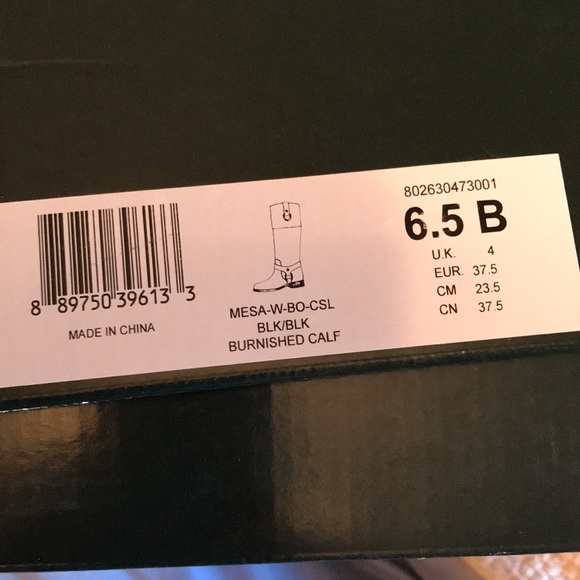 8 89750 39613 3
MADE IN CHINA
MESA-W-BO-CSL
BLK/BLK
BURNISHED CALF
802630473001
6.5 B
U.K. 4
EUR. 37.5
CM 23.5
CN 37.5